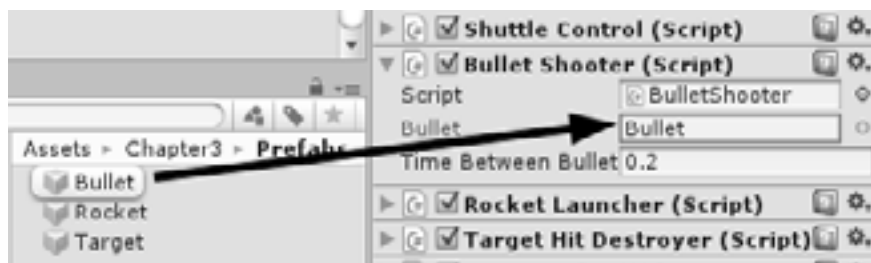 Shuttle Control (Script)
Bullet Shooter (Script)
Script BulletShooter
Bullet Bullet
Time Between Bullet 0.2
Rocket Launcher (Script)
Target Hit Destroyer (Script)
Assets Chapter3 Prefabs
Bullet
Rocket
Target